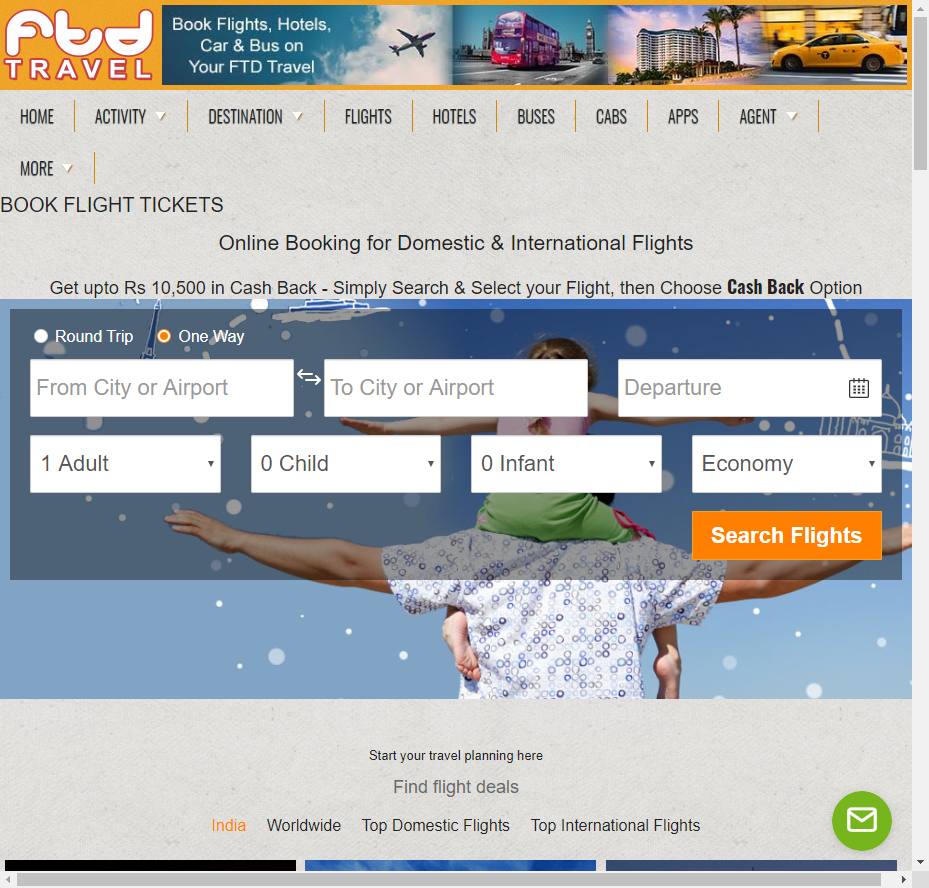 ftd
TRAVEL
Book Flights, Hotels,
Car & Bus on
Your FTD Travel
HOME
ACTIVITY
DESTINATION
FLIGHTS
HOTELS
BUSES
CABS
APPS
AGENT
MORE
BOOK FLIGHT TICKETS
Online Booking for Domestic & International Flights
Get upto Rs 10,500 in Cash Back - Simply Search & Select your Flight, then Choose Cash Back Option
Round Trip
One Way
From City or Airport
To City or Airport
Departure
1 Adult
0 Child
0 Infant
Economy
Search Flights
Start your travel planning here
Find flight deals
India
Worldwide
Top Domestic Flights
Top International Flights